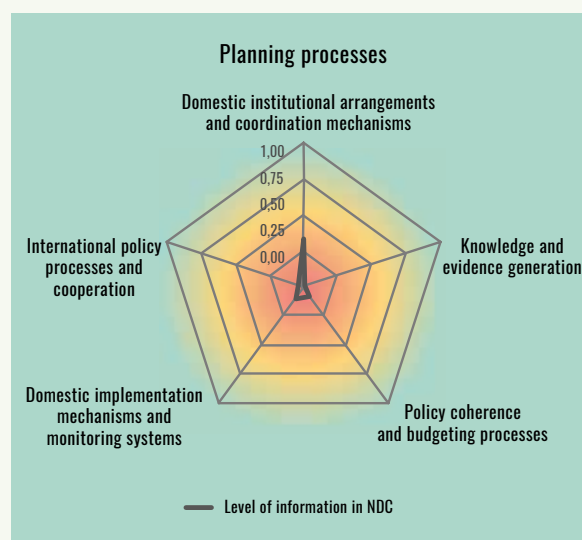 Planning processes
Domestic institutional arrangements
and coordination mechanisms
1,00
0,75
0,50
0,25
0,00
International policy
processes and
cooperation
Knowledge and
evidence generation
Domestic implementation
mechanisms and
monitoring systems
Policy coherence
and budgeting processes
Level of information in NDC